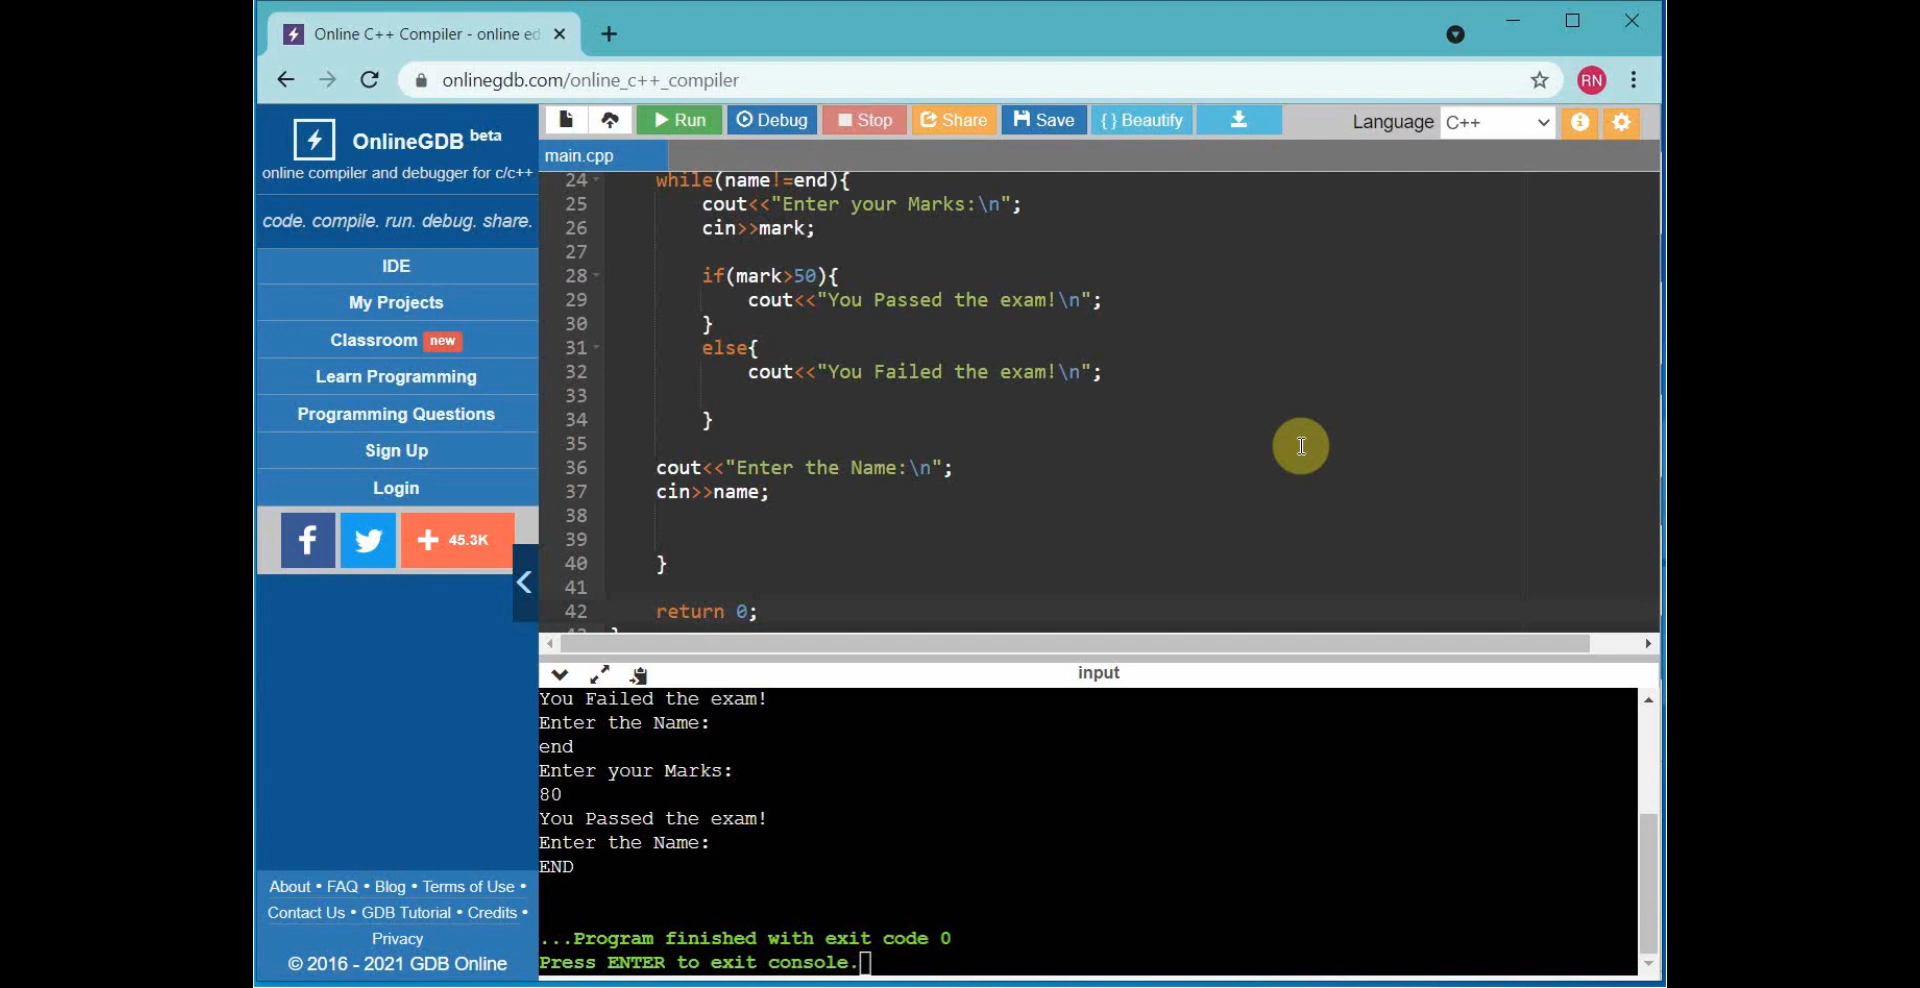 Online C++ Compiler - online ed
onlinegdb.com/online_c++_compiler
RN
OnlineGDB beta
online compiler and debugger for c/c++
code. compile. run. debug. share.
IDE
My Projects
Classroom new
Learn Programming
Programming Questions
Sign Up
Login
f
+ 45.3K
About • FAQ • Blog • Terms of Use •
Contact Us • GDB Tutorial • Credits •
Privacy
© 2016 - 2021 GDB Online
Run Debug Stop Share Save {} Beautify Language C++
main.cpp
24 while(name!=end){
25 cout<<"Enter your Marks:\n";
26 cin>>mark;
27
28 if(mark>50){
29 cout<<"You Passed the exam!\n";
30 }
31 else{
32 cout<<"You Failed the exam!\n";
33
34 }
35
36 cout<<"Enter the Name:\n";
37 cin>>name;
38
39
40 }
41
42 return 0;
input
You Failed the exam!
Enter the Name:
end
Enter your Marks:
80
You Passed the exam!
Enter the Name:
END
...Program finished with exit code 0
Press ENTER to exit console.